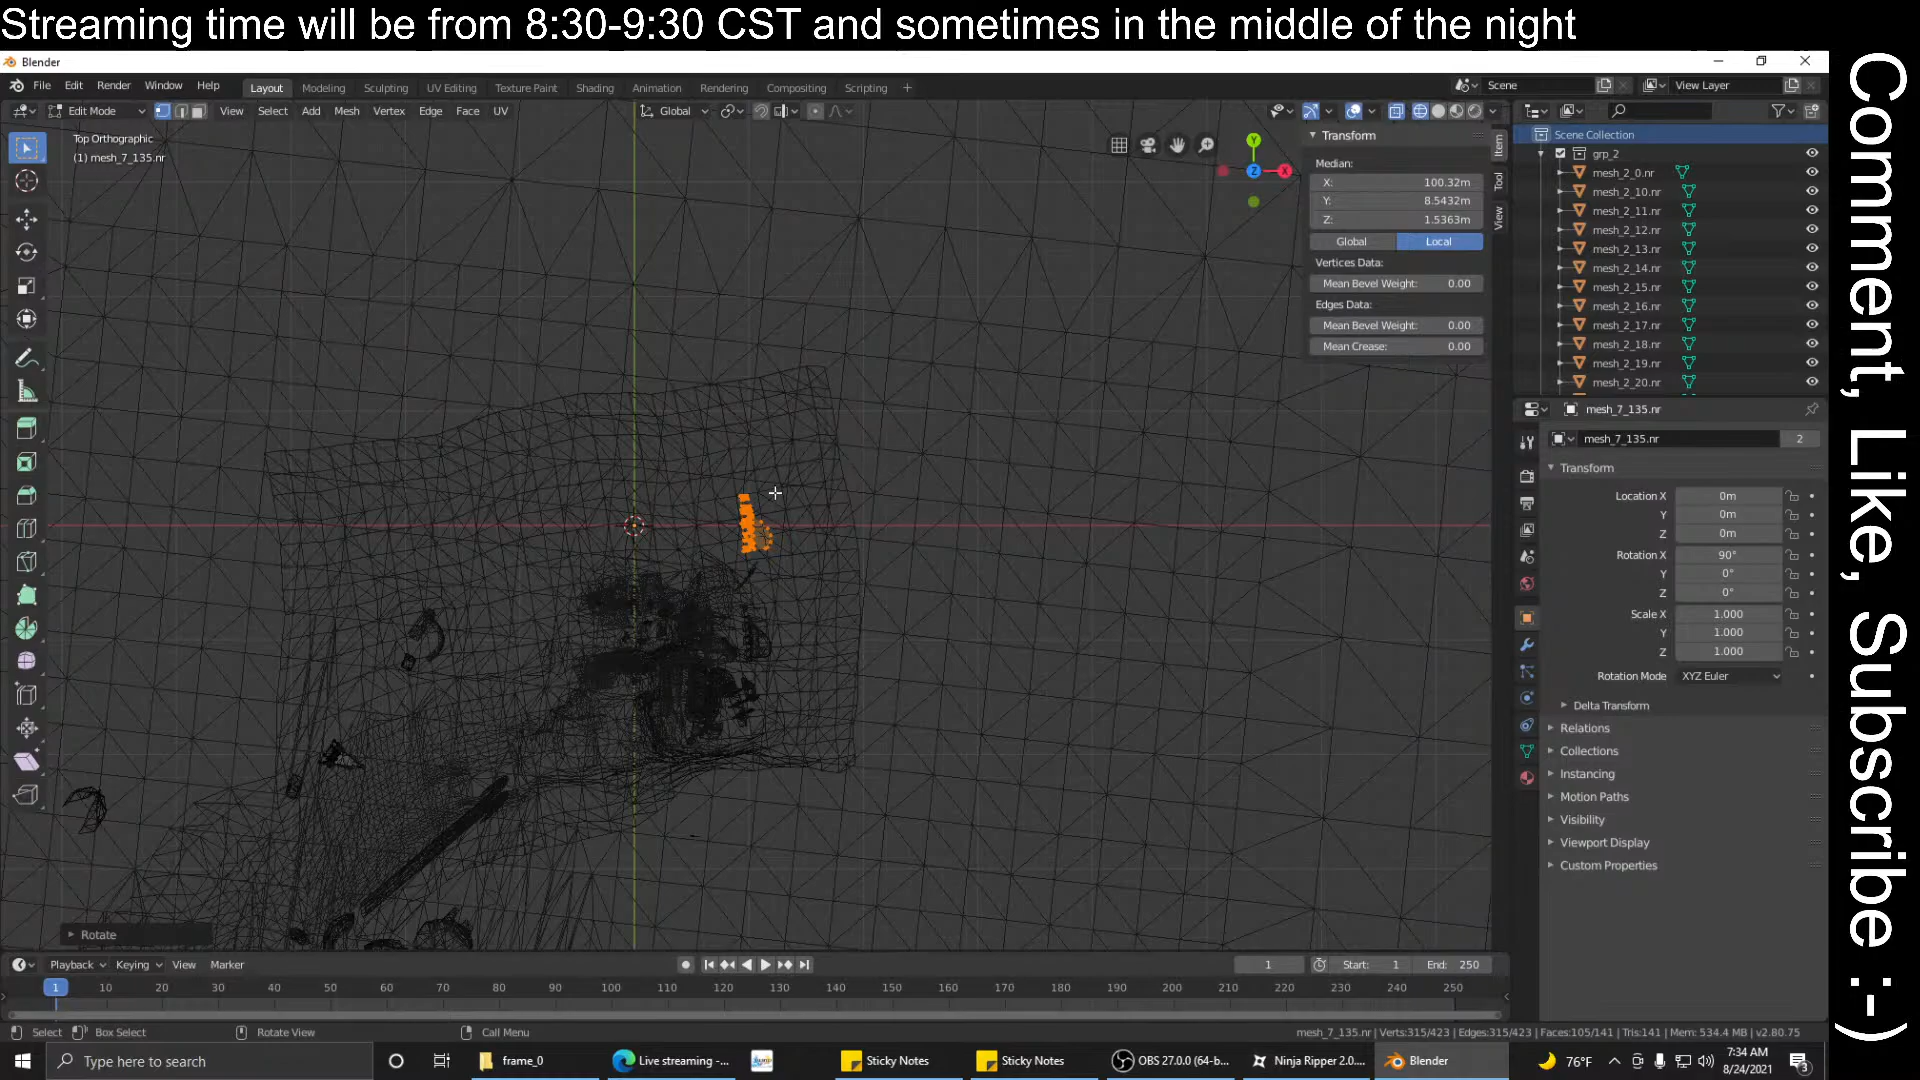 Streaming time will be from 8:30-9:30 CST and sometimes in the middle of the night
Blender
File Edit Render Window Help
Layout Modeling Sculpting UV Editing Texture Paint Shading Animation Rendering Compositing Scripting +
Scene
View Layer
Edit Mode
View Select Add Mesh Vertex Edge Face UV
Global
Top Orthographic
(1) mesh_7_135.nr
Y
Z
X
Transform
Median:
X: 100.32m
Y: 8.5432m
Z: 1.5363m
Global Local
Vertices Data:
Mean Bevel Weight: 0.00
Edges Data:
Mean Bevel Weight: 0.00
Mean Crease: 0.00
Item
Tool
View
Scene Collection
grp_2
mesh_2_0.nr
mesh_2_10.nr
mesh_2_11.nr
mesh_2_12.nr
mesh_2_13.nr
mesh_2_14.nr
mesh_2_15.nr
mesh_2_16.nr
mesh_2_17.nr
mesh_2_18.nr
mesh_2_19.nr
mesh_2_20.nr
mesh_7_135.nr
mesh_7_135.nr 2
Transform
Location X 0m
Y 0m
Z 0m
Rotation X 90°
Y 0°
Z 0°
Scale X 1.000
Y 1.000
Z 1.000
Rotation Mode XYZ Euler
Delta Transform
Relations
Collections
Instancing
Motion Paths
Visibility
Viewport Display
Custom Properties
Rotate
Playback Keying View Marker
1
Start: 1
End: 250
1 10 20 30 40 50 60 70 80 90 100 110 120 130 140 150 160 170 180 190 200 210 220 230 240 250
Select
Box Select
Rotate View
Call Menu
mesh_7_135.nr | Verts:315/423 | Edges:315/423 | Faces:105/141 | Tris:141 | Mem: 534.4 MB | v2.80.75
Type here to search
frame_0
Live streaming -...
Sticky Notes
Sticky Notes
OBS 27.0.0 (64-b...
Ninja Ripper 2.0....
Blender
76°F
7:34 AM
8/24/2021
3
Comment, Like, Subscribe :-)